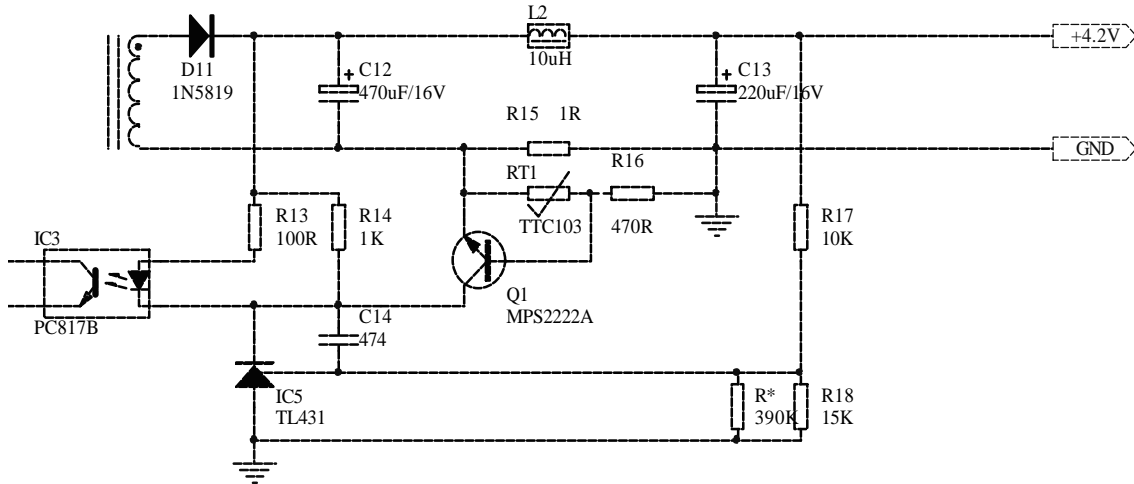 L2
10uH
+4.2V
D11
1N5819
C12
470uF/16V
C13
220uF/16V
R15 1R
GND
RT1
R16
TTC103
470R
R13
100R
R14
1K
R17
10K
IC3
PC817B
Q1
MPS2222A
C14
474
IC5
TL431
R*
390K
R18
15K